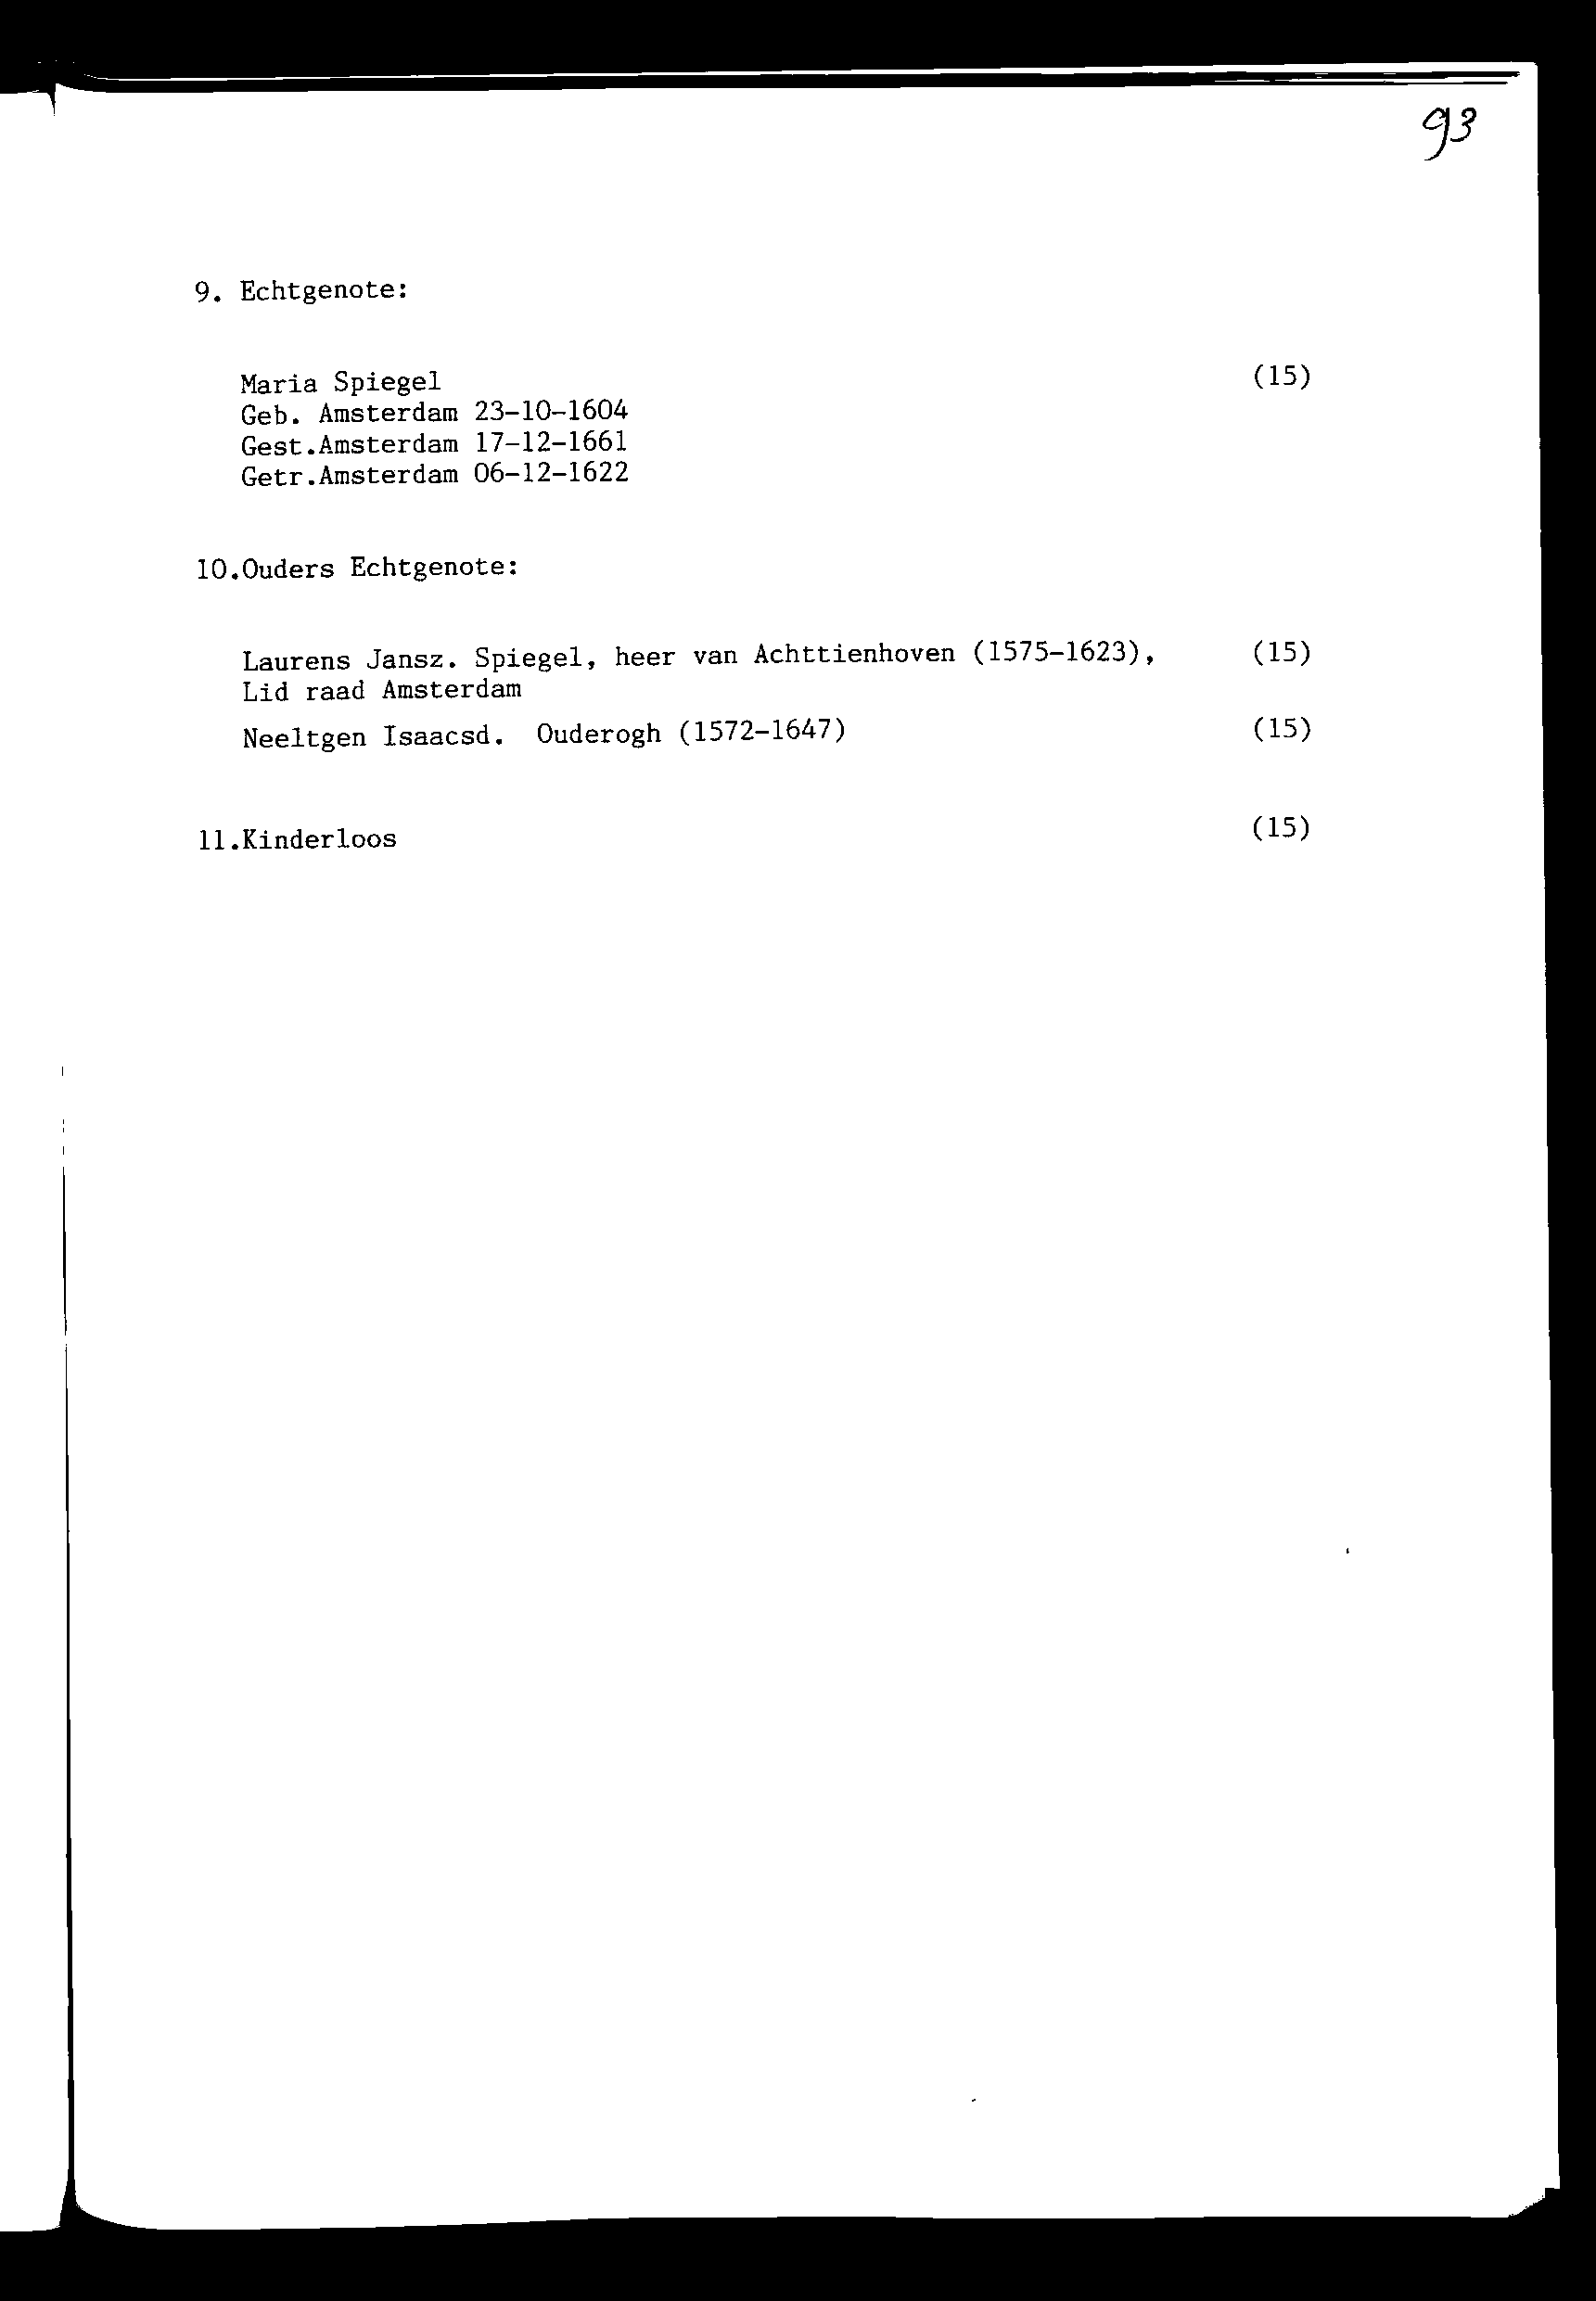 93
9. Echtgenote:
Maria Spiegel (15)
Geb. Amsterdam 23-10-1604
Gest.Amsterdam 17-12-1661
Getr.Amsterdam 06-12-1622
10.Ouders Echtgenote:
Laurens Jansz. Spiegel, heer van Achttienhoven (1575-1623), (15)
Lid raad Amsterdam
Neeltgen Isaacsd. Ouderogh (1572-1647) (15)
11.Kinderloos (15)